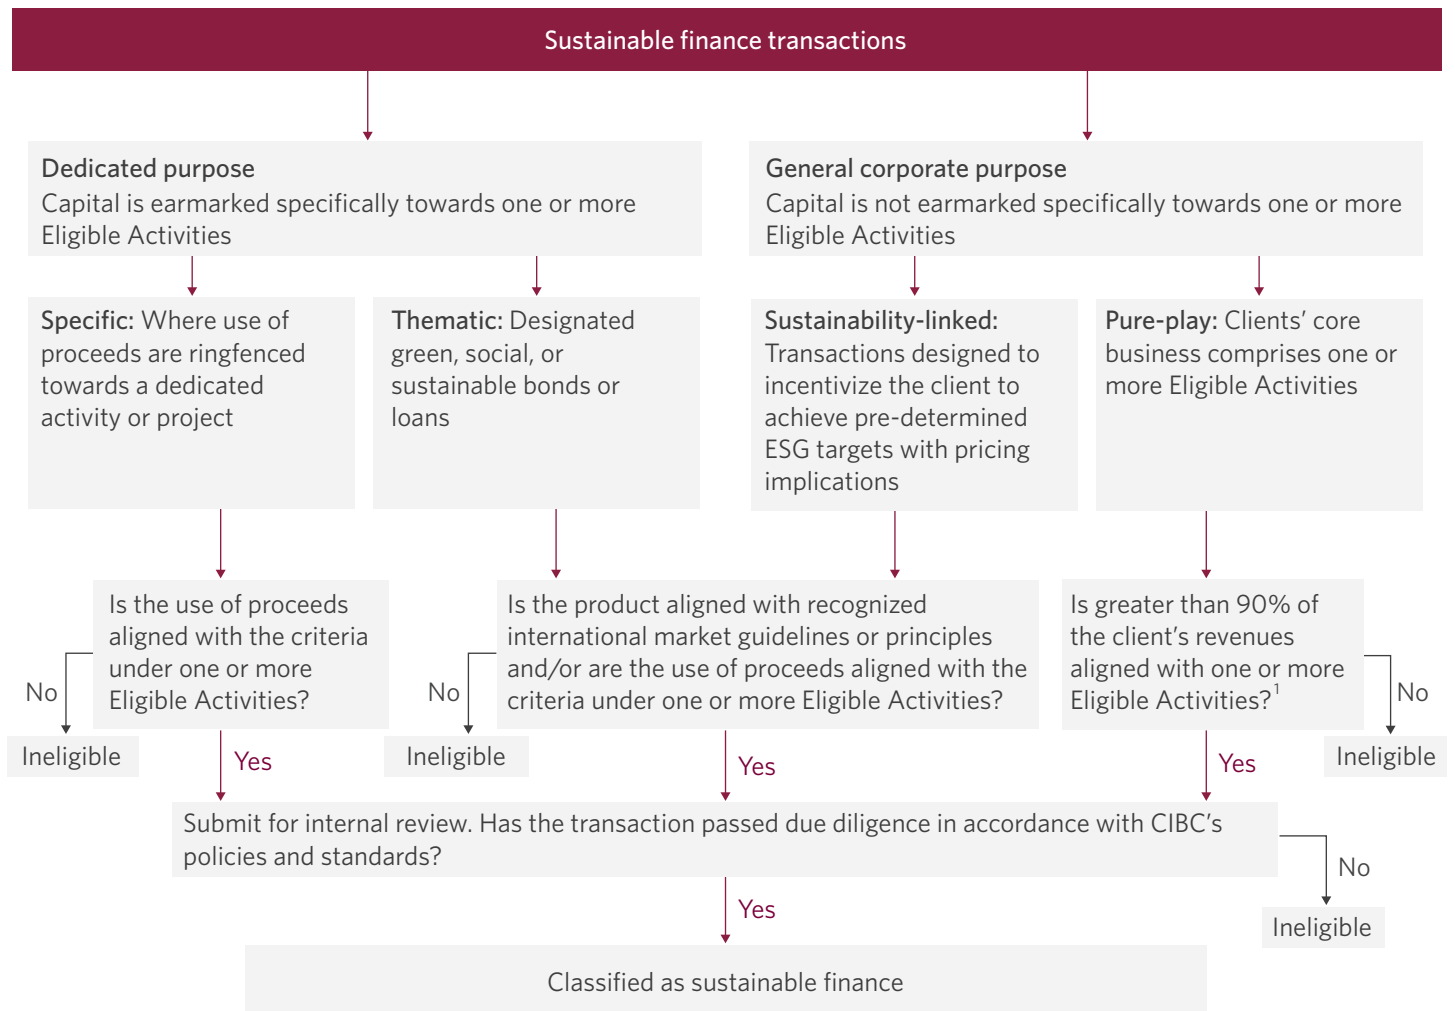 Sustainable finance transactions
Dedicated purpose
Capital is earmarked specifically towards one or more
Eligible Activities
General corporate purpose
Capital is not earmarked specifically towards one or more
Eligible Activities
Specific: Where use of
proceeds are ringfenced
towards a dedicated
activity or project
Thematic: Designated
green, social, or
sustainable bonds or
loans
Sustainability-linked:
Transactions designed to
incentivize the client to
achieve pre-determined
ESG targets with pricing
implications
Pure-play: Clients’ core
business comprises one or
more Eligible Activities
Is the use of proceeds
aligned with the criteria
under one or more
Eligible Activities?
No
Ineligible
Yes
Is the product aligned with recognized
international market guidelines or principles
and/or are the use of proceeds aligned with the
criteria under one or more Eligible Activities?
No
Ineligible
Yes
Is greater than 90% of
the client’s revenues
aligned with one or more
Eligible Activities?¹
No
Ineligible
Yes
Submit for internal review. Has the transaction passed due diligence in accordance with CIBC’s
policies and standards?
No
Ineligible
Yes
Classified as sustainable finance